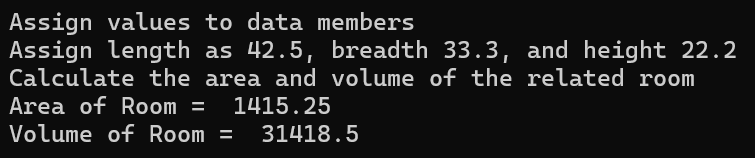 Assign values to data members
Assign length as 42.5, breadth 33.3, and height 22.2
Calculate the area and volume of the related room
Area of Room =  1415.25
Volume of Room =  31418.5